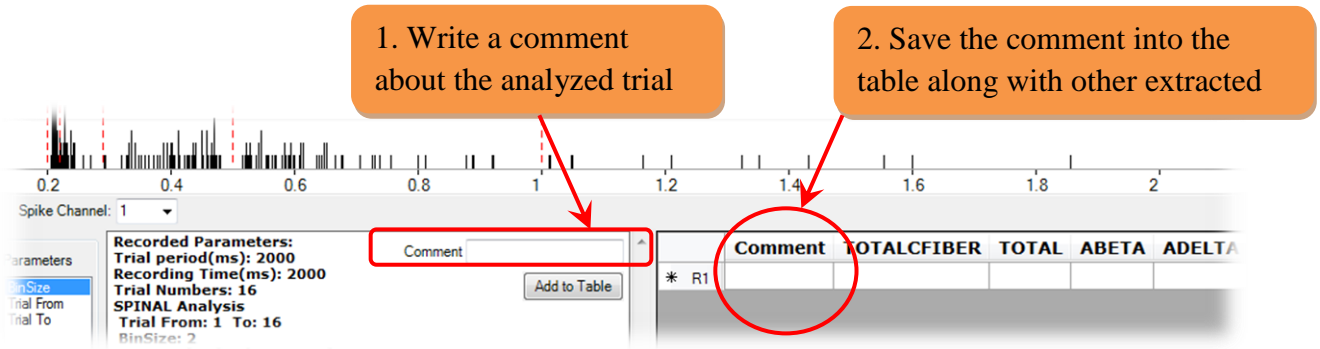 1. Write a comment
about the analyzed trial
2. Save the comment into the
table along with other extracted
0.2 0.4 0.6 0.8 1 1.2 1.4 1.6 1.8 2
Spike Channel: 1
Parameters
BinSize
Trial From
Trial To
Recorded Parameters:
Trial period(ms): 2000
Recording Time(ms): 2000
Trial Numbers: 16
SPINAL Analysis
Trial From: 1 To: 16
BinSize: 2
Comment
Add to Table
Comment TOTALCFIBER TOTAL ABETA ADELTA
* R1